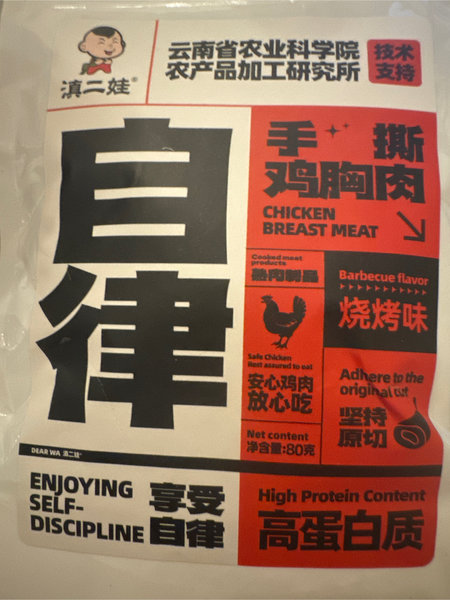 滇二娃®
云南省农业科学院
农产品加工研究所
技术
支持
自律
手撕
鸡胸肉
CHICKEN
BREAST MEAT
Cooked meat
products
熟肉制品
Barbecue flavor
烧烤味
Safe Chicken
Rest assured to eat
安心鸡肉
放心吃
Adhere to the
original cut
坚持
原切
Net content
净含量:80克
DEAR WA 滇二娃®
ENJOYING
SELF-
DISCIPLINE
享受
自律
High Protein Content
高蛋白质